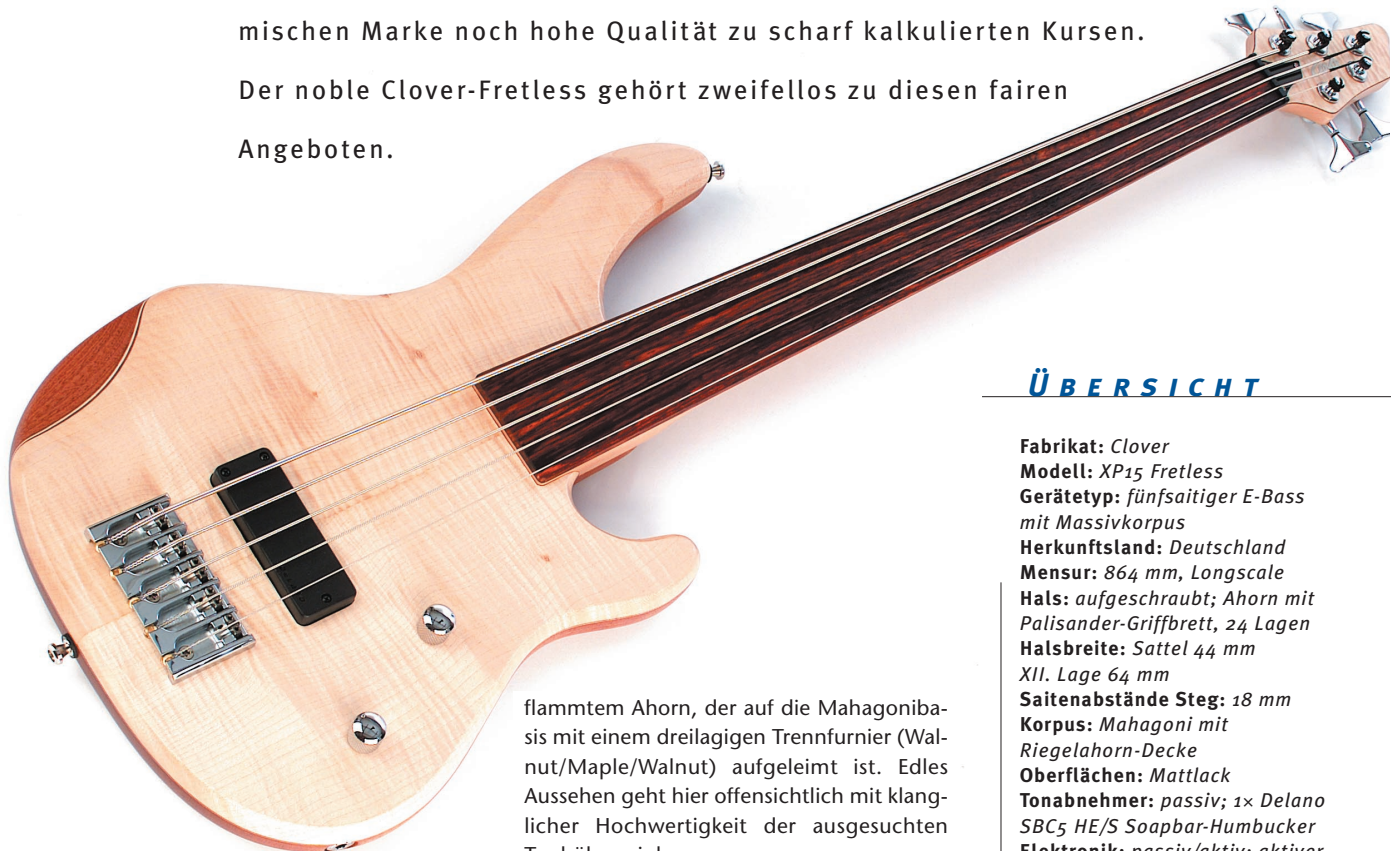 mischen Marke noch hohe Qualität zu scharf kalkulierten Kursen.
Der noble Clover-Fretless gehört zweifellos zu diesen fairen
Angeboten.
flammtem Ahorn, der auf die Mahagoniba-
sis mit einem dreilagigen Trennfurnier (Wal-
nut/Maple/Walnut) aufgeleimt ist. Edles
Aussehen geht hier offensichtlich mit klang-
licher Hochwertigkeit der ausgesuchten
ÜBERSICHT
Fabrikat: Clover
Modell: XP15 Fretless
Gerätetyp: fünfsaitiger E-Bass
mit Massivkorpus
Herkunftsland: Deutschland
Mensur: 864 mm, Longscale
Hals: aufgeschraubt; Ahorn mit
Palisander-Griffbrett, 24 Lagen
Halsbreite: Sattel 44 mm
XII. Lage 64 mm
Saitenabstände Steg: 18 mm
Korpus: Mahagoni mit
Riegelahorn-Decke
Oberflächen: Mattlack
Tonabnehmer: passiv; 1× Delano
SBC5 HE/S Soapbar-Humbucker
Elektronik: passiv/aktiv; aktiver